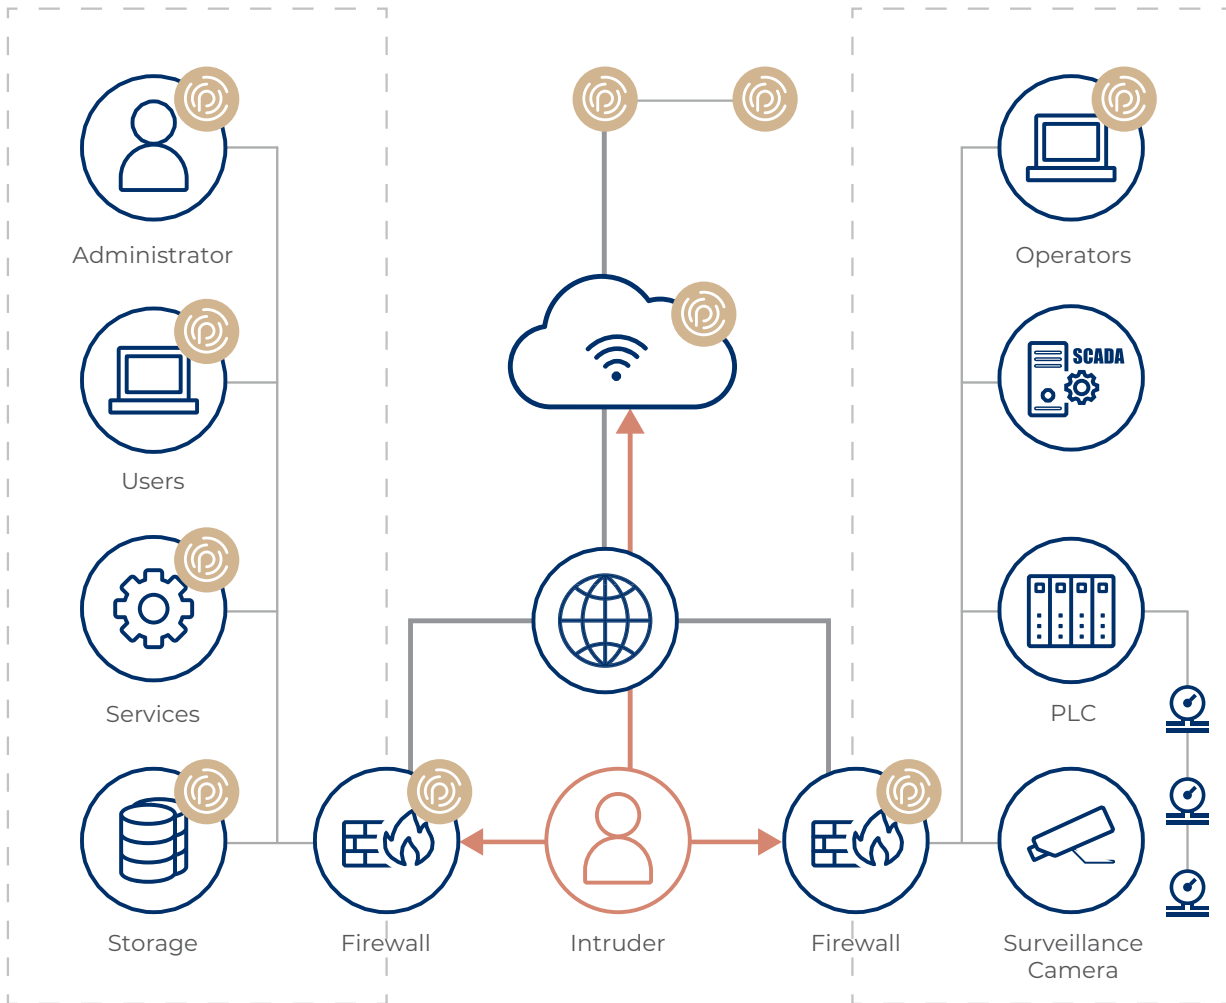 Administrator
Operators
SCADA
Users
Services
PLC
Storage
Firewall
Intruder
Firewall
Surveillance
Camera